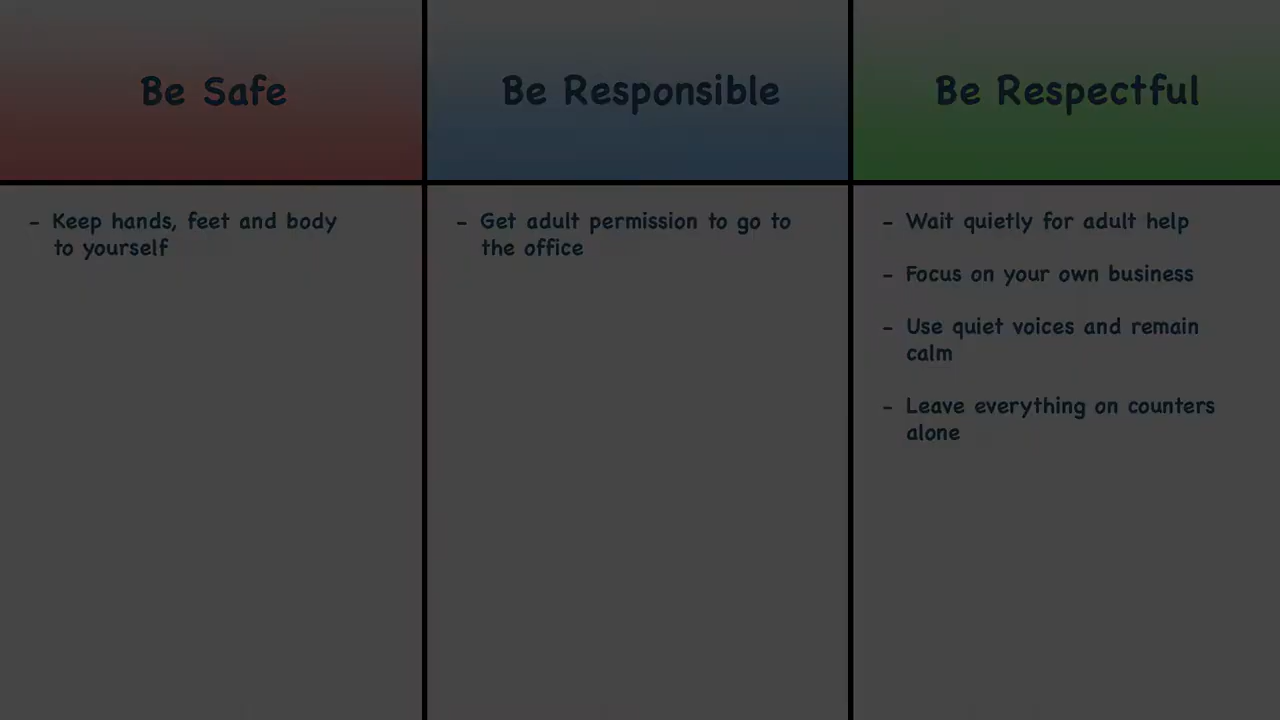 Be Safe
Be Responsible
Be Respectful
- Keep hands, feet and body
to yourself
- Get adult permission to go to
the office
- Wait quietly for adult help
- Focus on your own business
- Use quiet voices and remain
calm
- Leave everything on counters
alone